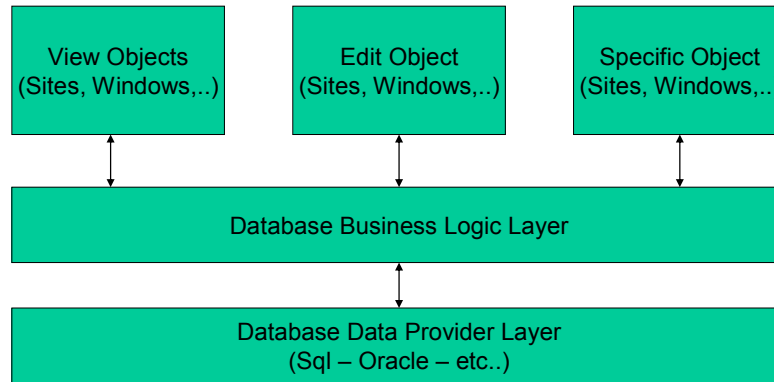 View Objects
(Sites, Windows,..)
Edit Object
(Sites, Windows,..)
Specific Object
(Sites, Windows,..
Database Business Logic Layer
Database Data Provider Layer
(Sql – Oracle – etc..)